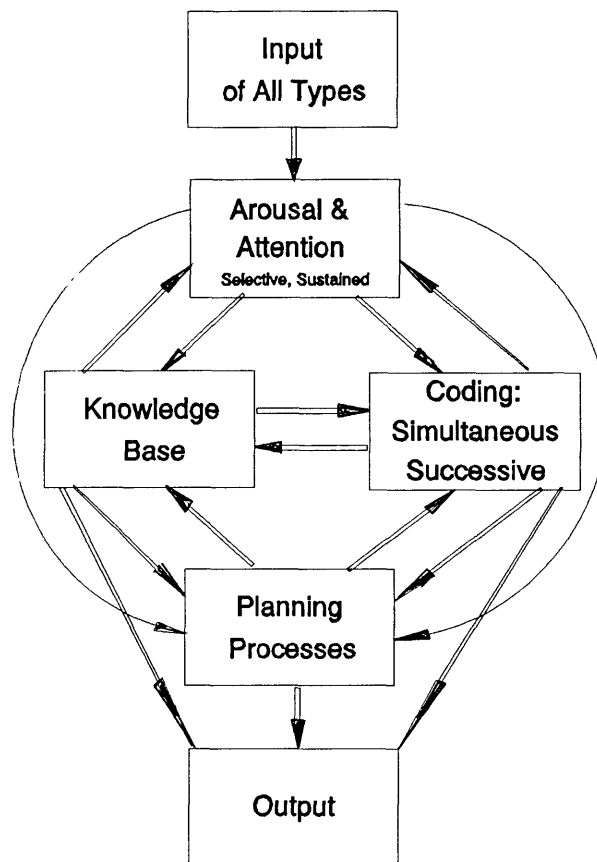 Input
of All Types
Arousal &
Attention
Selective, Sustained
Knowledge
Base
Coding:
Simultaneous
Successive
Planning
Processes
Output